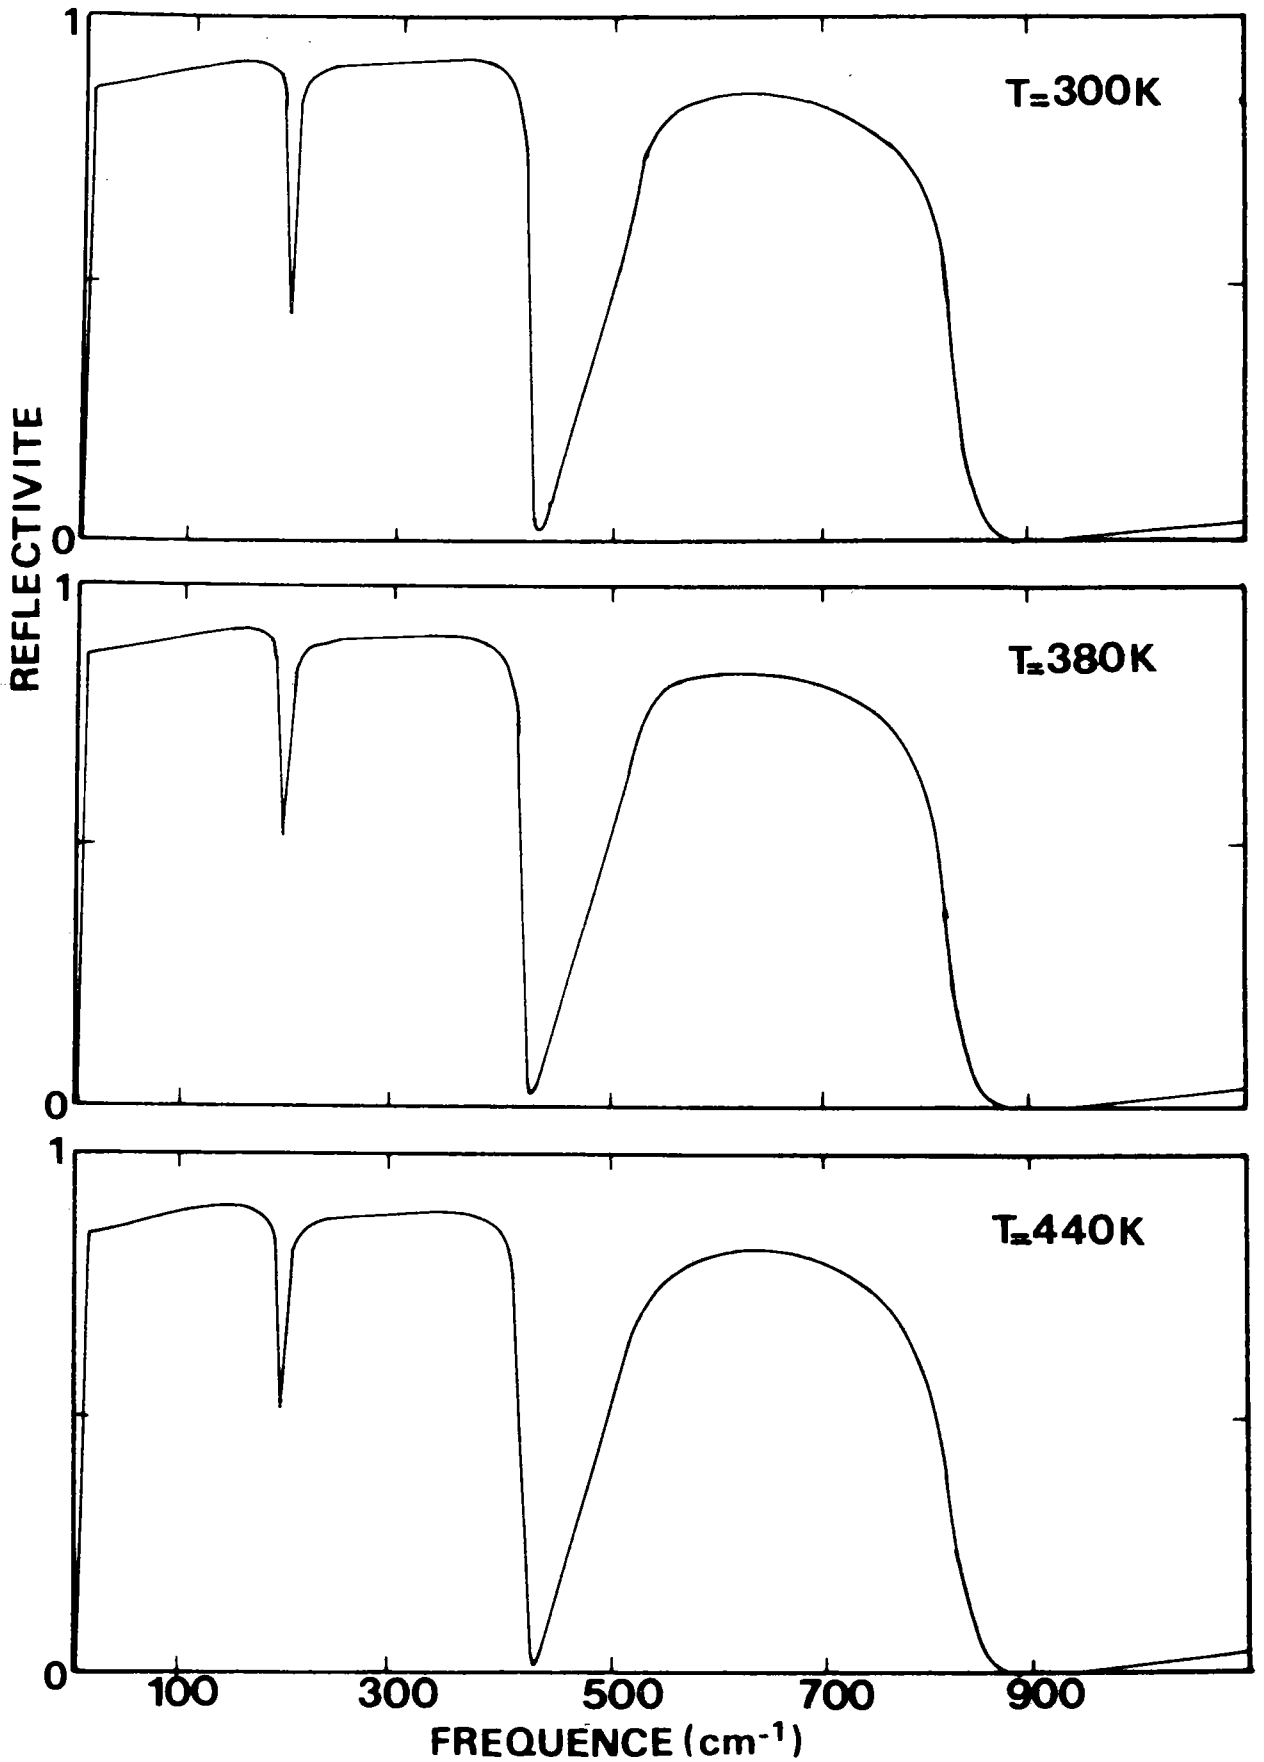 1
T=300K
0
REFLECTIVITE
1
T=380K
0
1
T=440K
0
100 300 500 700 900
FREQUENCE (cm-1)